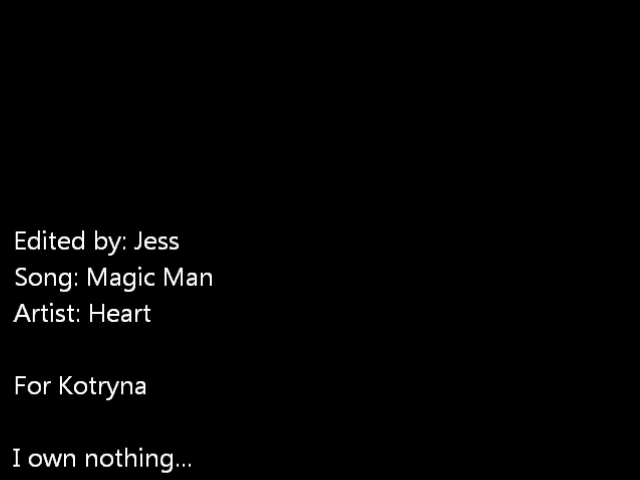 Edited by: Jess
Song: Magic Man
Artist: Heart
For Kotryna
I own nothing...